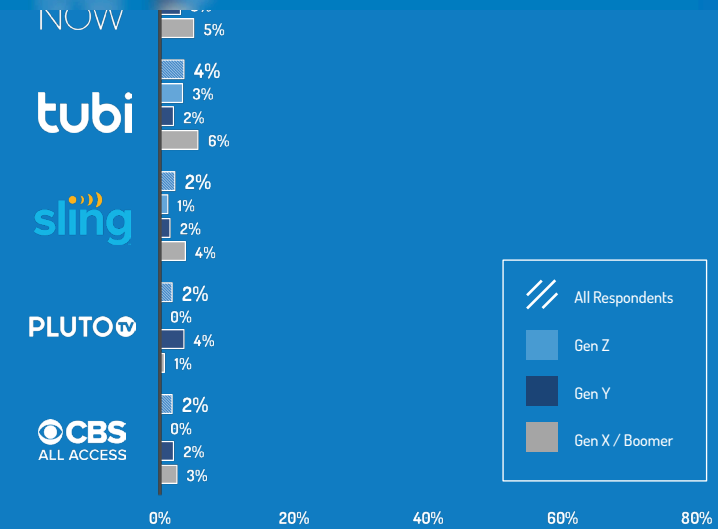 NOW
5%
tubi
4%
3%
2%
6%
sling
2%
1%
2%
4%
PLUTO TV
2%
0%
4%
1%
CBS
ALL ACCESS
2%
0%
2%
3%
All Respondents
Gen Z
Gen Y
Gen X / Boomer
0% 20% 40% 60% 80%